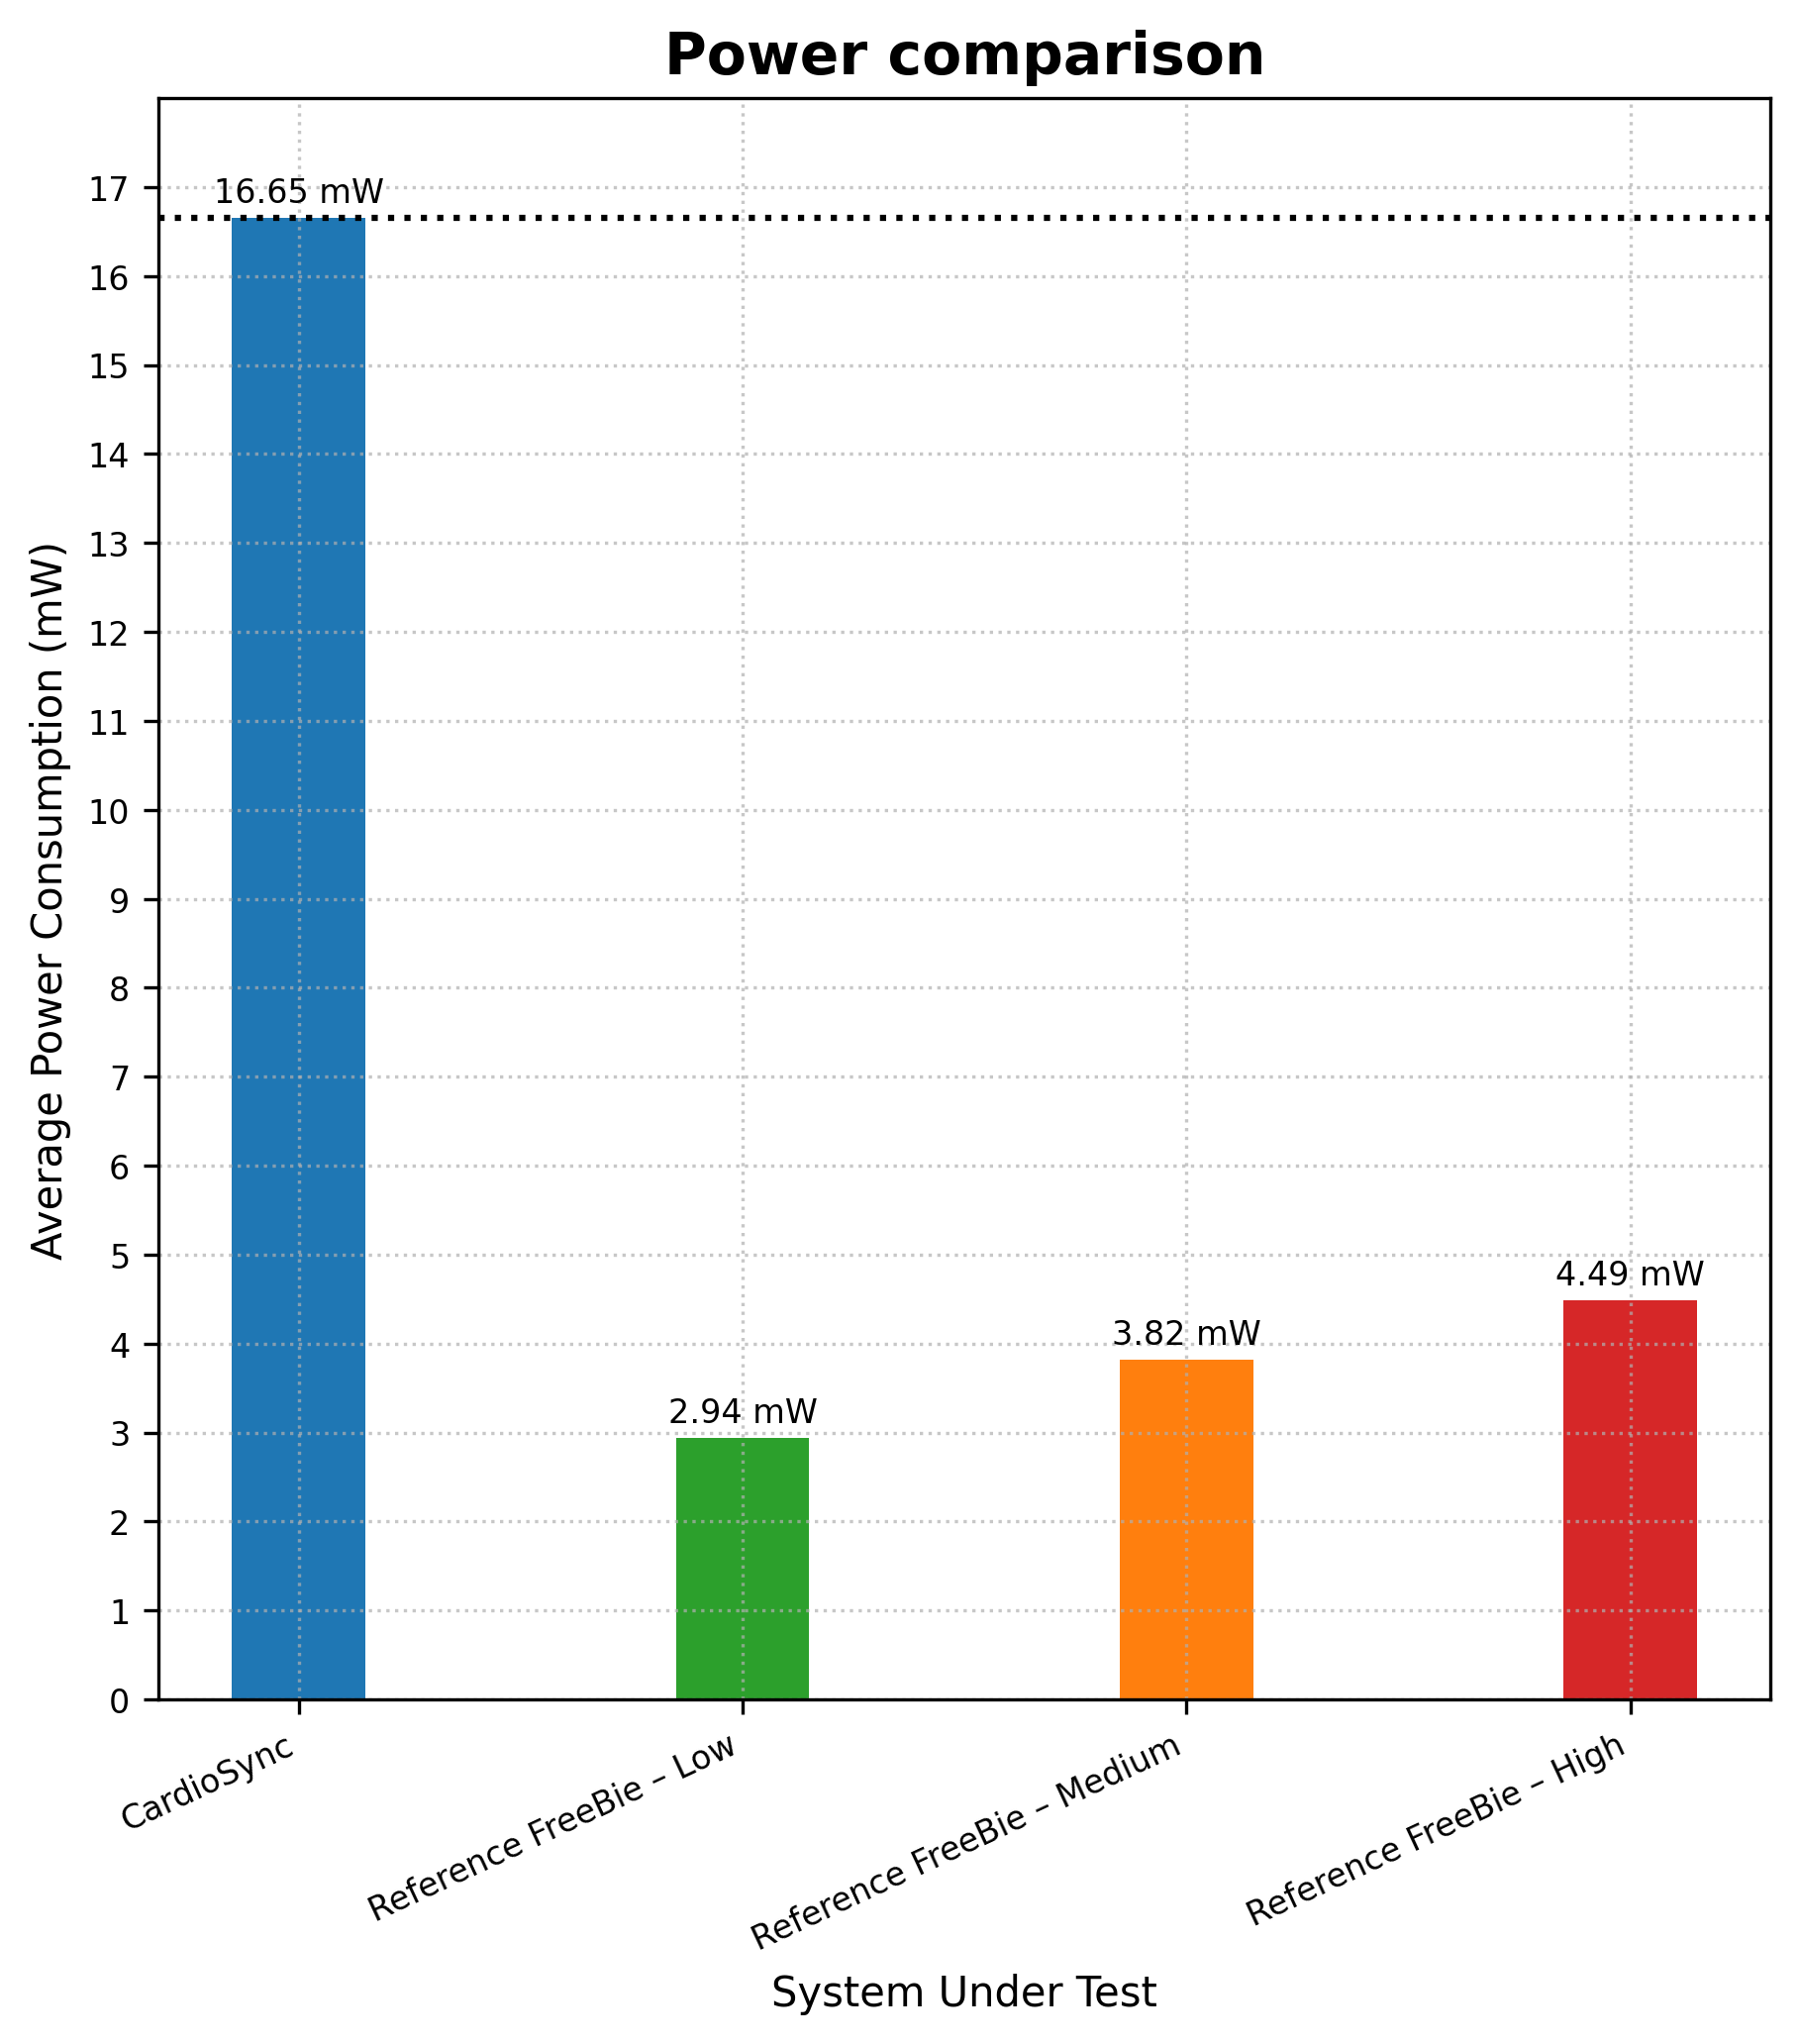 Power comparison
Average Power Consumption (mW)
17
16
15
14
13
12
11
10
9
8
7
6
5
4
3
2
1
0
16.65 mW
2.94 mW
3.82 mW
4.49 mW
CardioSync
Reference FreeBie – Low
Reference FreeBie – Medium
Reference FreeBie – High
System Under Test